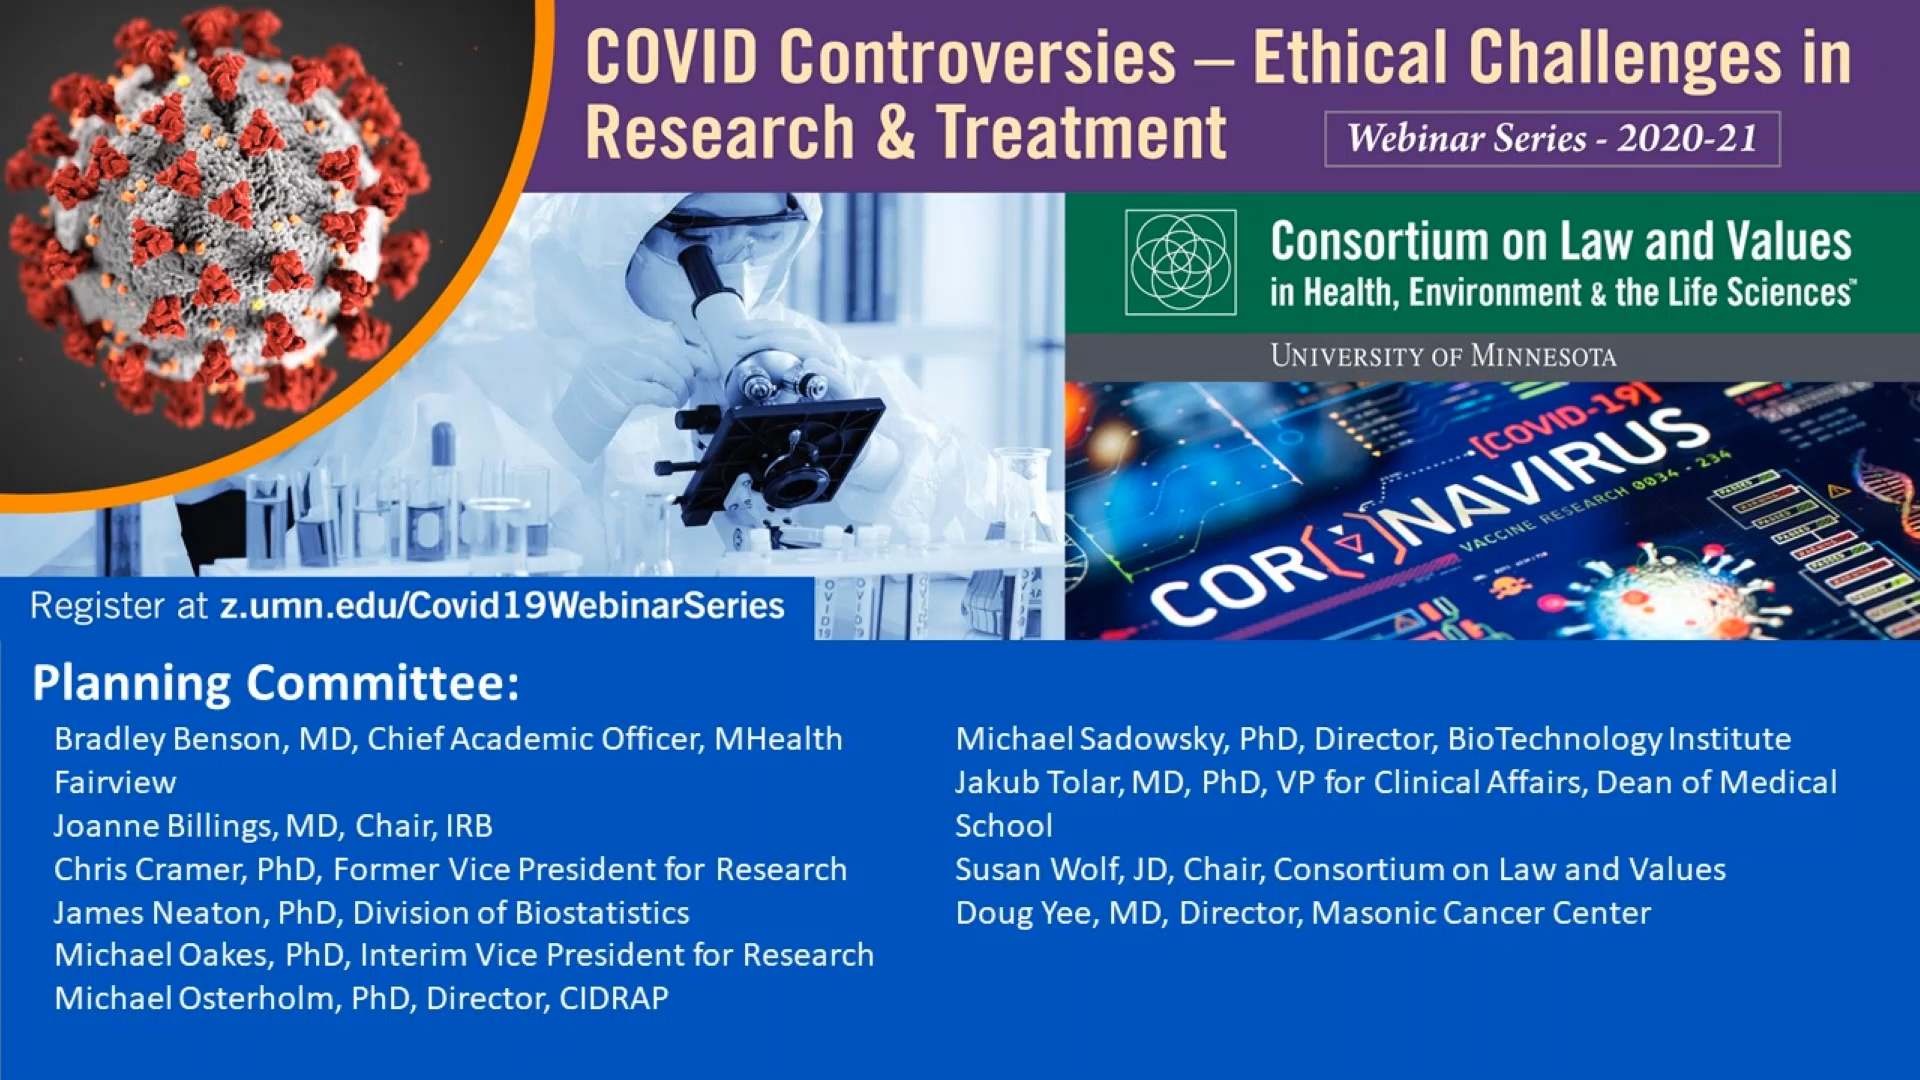 COVID Controversies – Ethical Challenges in
Research & Treatment
Webinar Series - 2020-21
Consortium on Law and Values
in Health, Environment & the Life Sciences™
UNIVERSITY OF MINNESOTA
[COVID-19]
COR( )NAVIRUS
VACCINE RESEARCH 0034 - 234
Register at z.umn.edu/Covid19WebinarSeries
Planning Committee:
Bradley Benson, MD, Chief Academic Officer, MHealth
Fairview
Joanne Billings, MD, Chair, IRB
Chris Cramer, PhD, Former Vice President for Research
James Neaton, PhD, Division of Biostatistics
Michael Oakes, PhD, Interim Vice President for Research
Michael Osterholm, PhD, Director, CIDRAP
Michael Sadowsky, PhD, Director, BioTechnology Institute
Jakub Tolar, MD, PhD, VP for Clinical Affairs, Dean of Medical
School
Susan Wolf, JD, Chair, Consortium on Law and Values
Doug Yee, MD, Director, Masonic Cancer Center